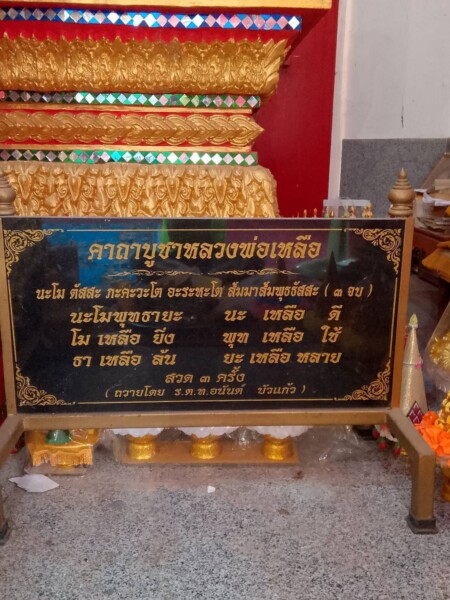 คาถาบูชาหลวงพ่อเหลือ
นะโม ตัสสะ ภะคะวะโต อะระหะโต สัมมาสัมพุธธัสสะ ( ๓ จบ )
นะโมพุทธายะ นะ เหลือ ดี
โม เหลือ ยิ่ง พุท เหลือ ใช้
ธา เหลือ ล้น ยะ เหลือ หลาย
สวด ๓ ครั้ง
( ถวายโดย ร.ต.ท.อนันต์ บัวแก้ว )